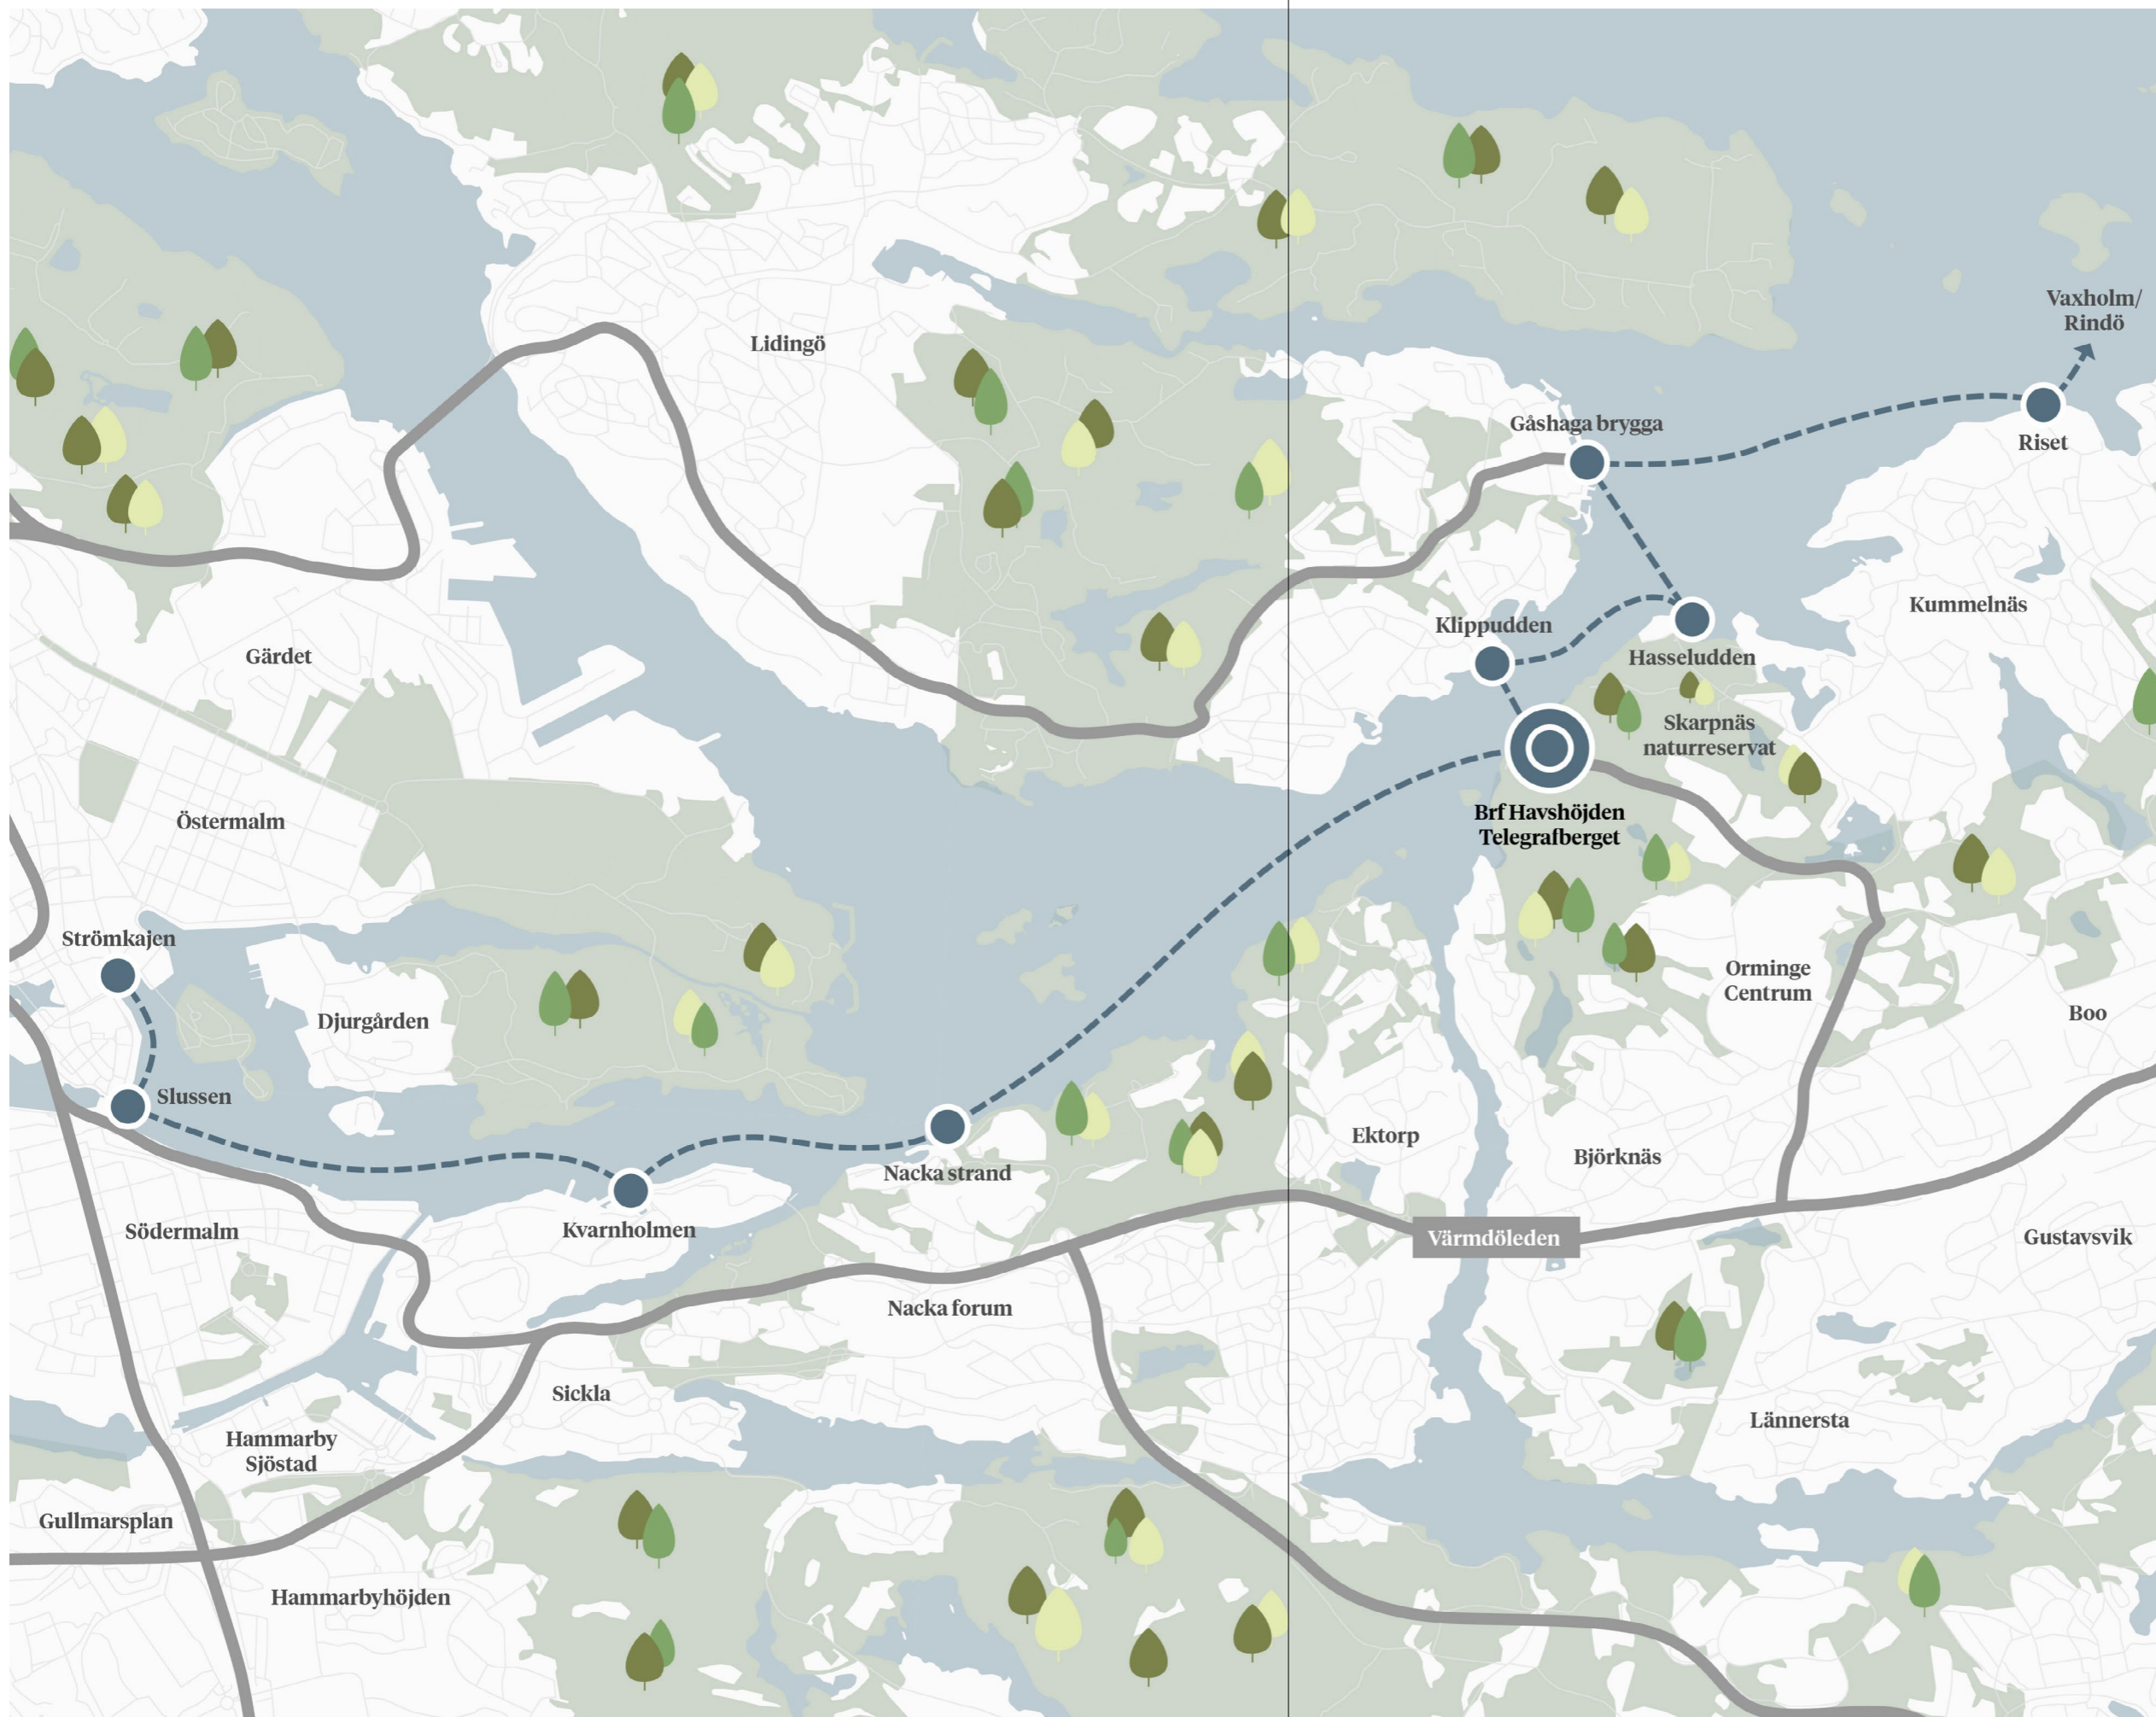 Vaxholm/
Rindö
Lidingö
Gåshaga brygga
Riset
Kummelnäs
Klippudden
Gärdet
Hasseludden
Skarpnäs
naturreservat
Östermalm
Brf Havshöjden
Telegrafberget
Strömkajen
Orminge
Centrum
Djurgården
Boo
Slussen
Ektorp
Björknäs
Nacka strand
Södermalm
Kvarnholmen
Värmdöleden
Gustavsvik
Nacka forum
Sickla
Lännersta
Hammarby
Sjöstad
Gullmarsplan
Hammarbyhöjden